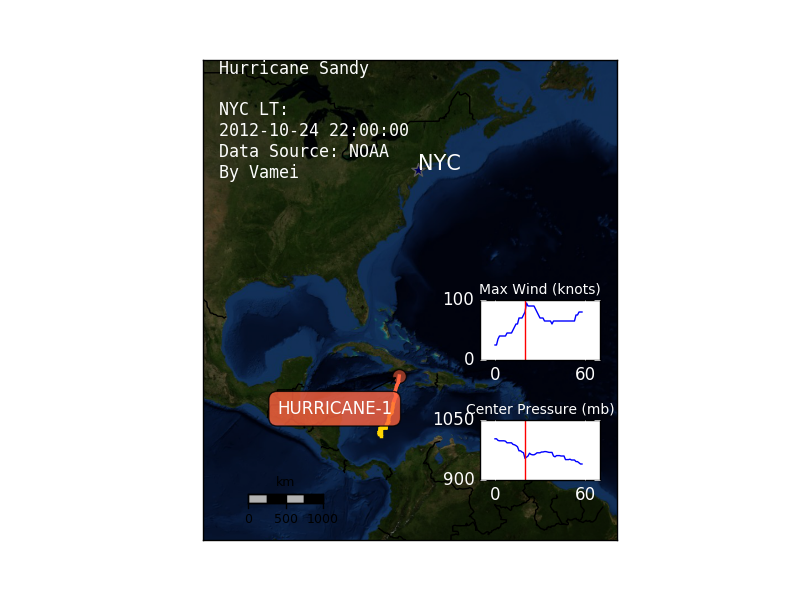 Hurricane Sandy
NYC LT:
2012-10-24 22:00:00
Data Source: NOAA
By Vamei
NYC
Max Wind (knots)
100
0
0 60
HURRICANE-1
Center Pressure (mb)
1050
900
0 60
km
0 500 1000